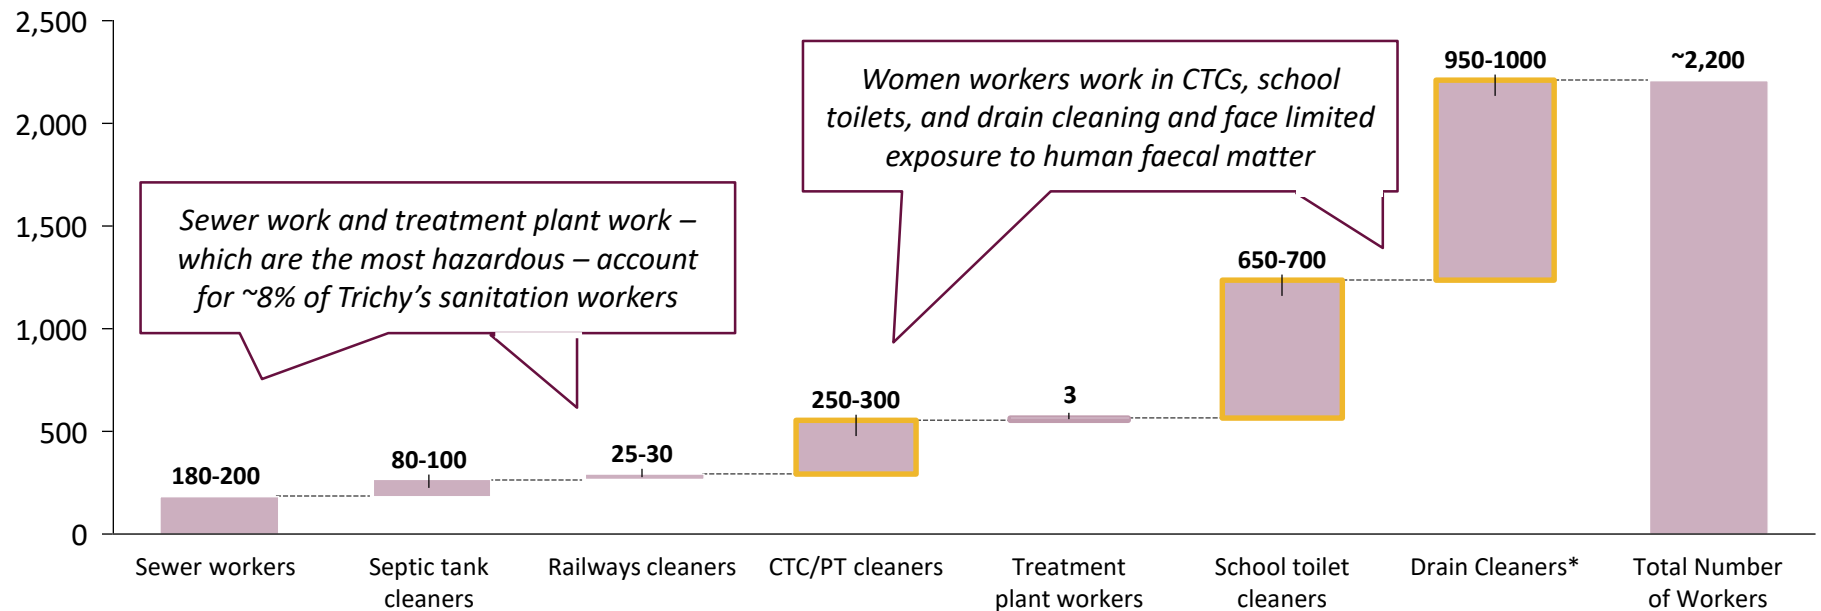 2,500
2,000
1,500
1,000
500
0
Sewer work and treatment plant work –
which are the most hazardous – account
for ~8% of Trichy’s sanitation workers
Women workers work in CTCs, school
toilets, and drain cleaning and face limited
exposure to human faecal matter
180-200
80-100
25-30
250-300
3
650-700
950-1000
~2,200
Sewer workers
Septic tank
cleaners
Railways cleaners
CTC/PT cleaners
Treatment
plant workers
School toilet
cleaners
Drain Cleaners*
Total Number
of Workers